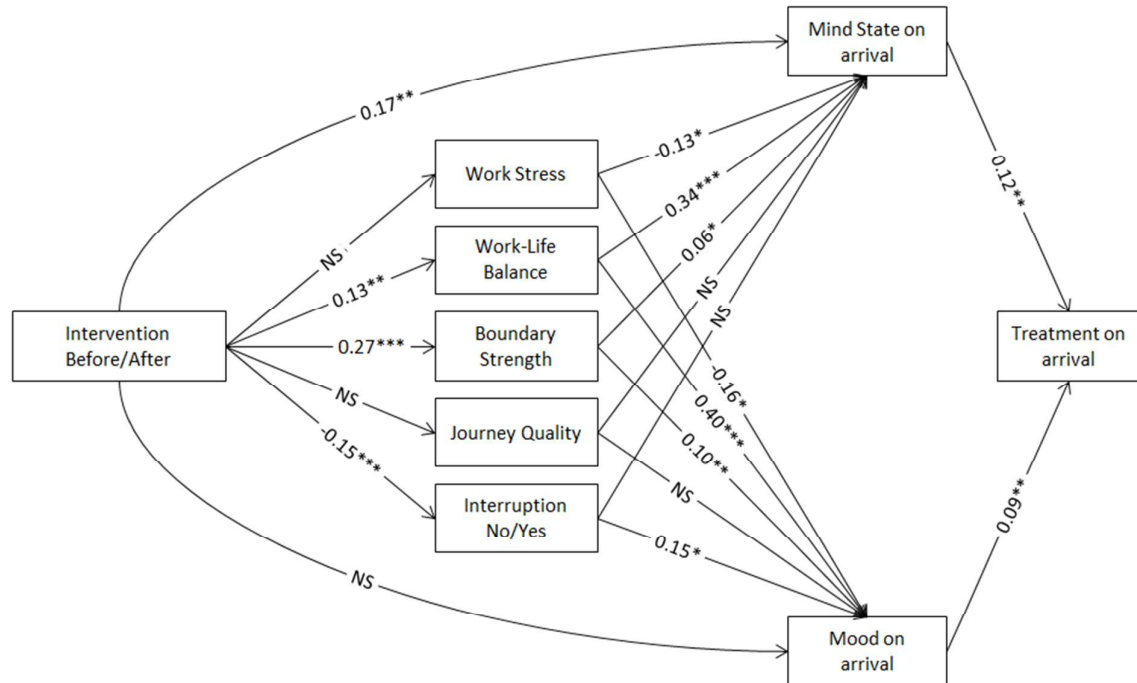 Mind State on
arrival
0.17**
-0.13*
Work Stress
0.34***
0.12**
0.06*
NS
Work-Life
Balance
NS
0.13**
NS
Intervention
Before/After
0.27***
Boundary
Strength
Treatment on
arrival
-0.16*
0.40***
NS
Journey Quality
0.10**
-0.15***
NS
Interruption
No/Yes
0.15*
0.09**
NS
Mood on
arrival